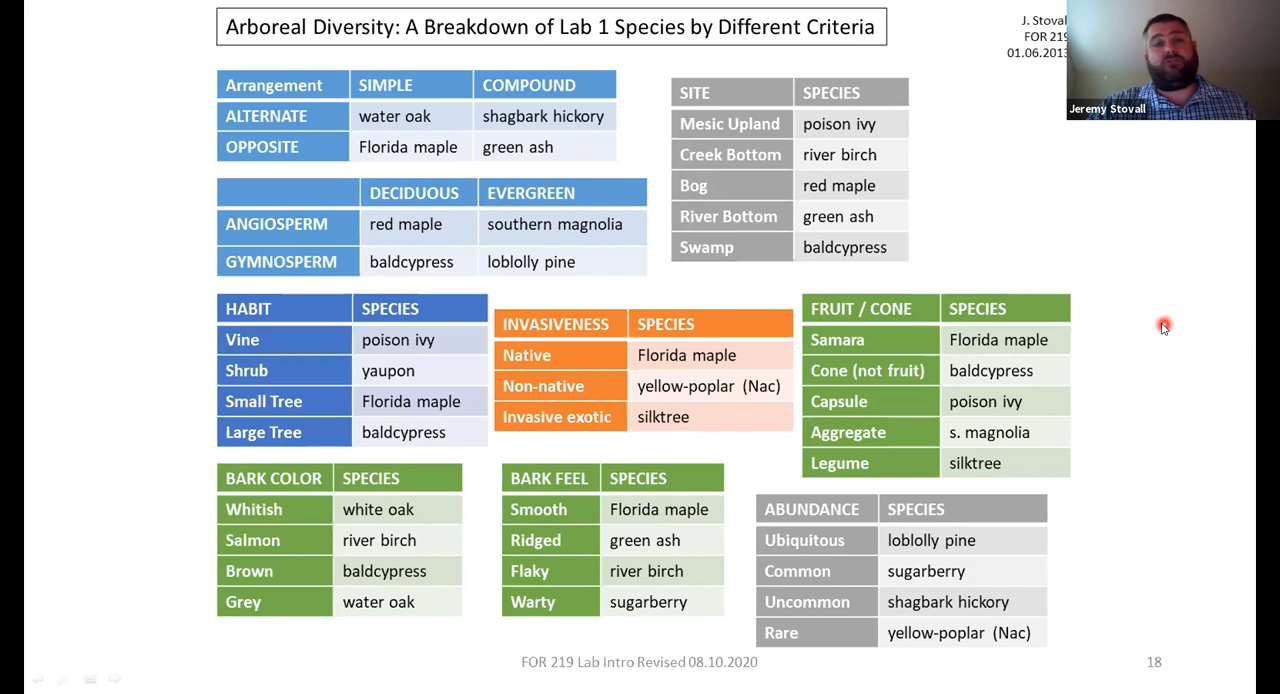 Arboreal Diversity: A Breakdown of Lab 1 Species by Different Criteria
J. Stoval
FOR 219
01.06.2013
Jeremy Stovall
Arrangement SIMPLE COMPOUND
ALTERNATE water oak shagbark hickory
OPPOSITE Florida maple green ash
SITE SPECIES
Mesic Upland poison ivy
Creek Bottom river birch
Bog red maple
River Bottom green ash
Swamp baldcypress
DECIDUOUS EVERGREEN
ANGIOSPERM red maple southern magnolia
GYMNOSPERM baldcypress loblolly pine
HABIT SPECIES
Vine poison ivy
Shrub yaupon
Small Tree Florida maple
Large Tree baldcypress
INVASIVENESS SPECIES
Native Florida maple
Non-native yellow-poplar (Nac)
Invasive exotic silktree
FRUIT / CONE SPECIES
Samara Florida maple
Cone (not fruit) baldcypress
Capsule poison ivy
Aggregate s. magnolia
Legume silktree
BARK COLOR SPECIES
Whitish white oak
Salmon river birch
Brown baldcypress
Grey water oak
BARK FEEL SPECIES
Smooth Florida maple
Ridged green ash
Flaky river birch
Warty sugarberry
ABUNDANCE SPECIES
Ubiquitous loblolly pine
Common sugarberry
Uncommon shagbark hickory
Rare yellow-poplar (Nac)
FOR 219 Lab Intro Revised 08.10.2020
18